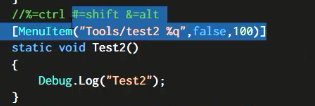 //%=ctrl #=shift &=alt
[MenuItem("Tools/test2 %q",false,100)]
static void Test2()
{
Debug.Log("Test2");
}